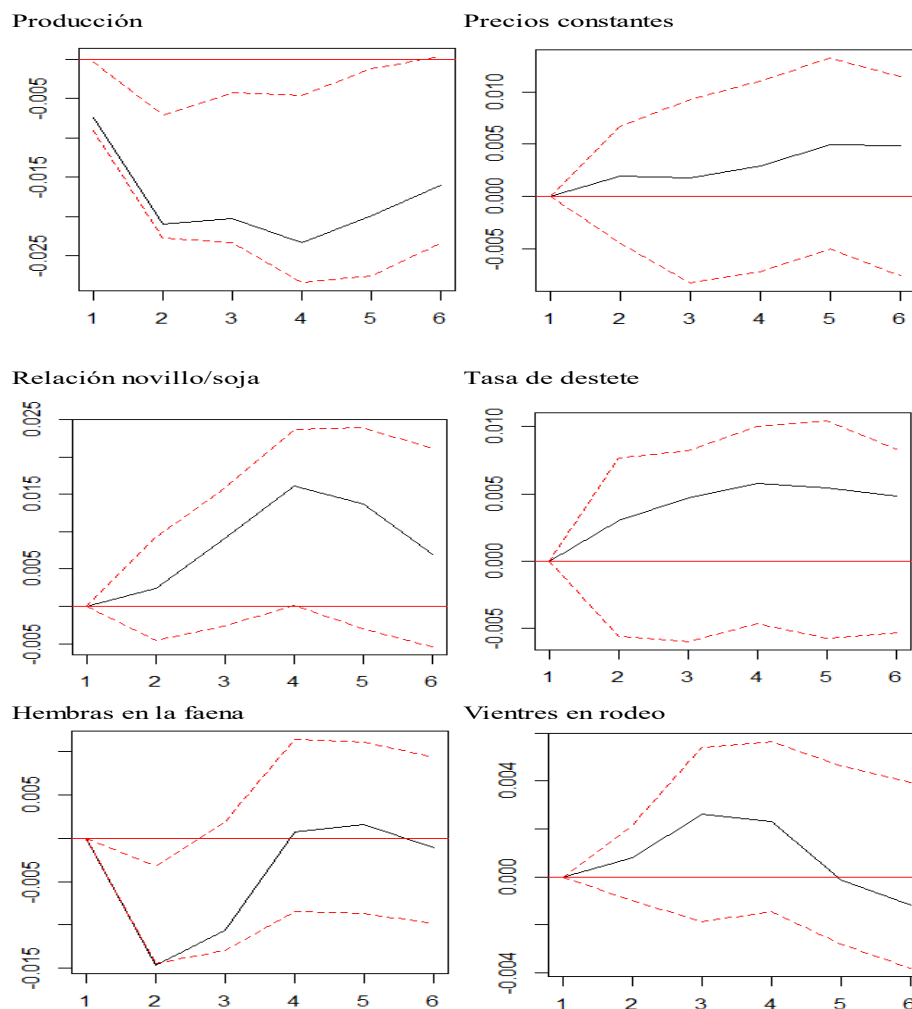 Producción
Precios constantes
-0.005
-0.015
-0.025
1 2 3 4 5 6
0.010
0.005
0.000
-0.005
1 2 3 4 5 6
Relación novillo/soja
Tasa de destete
0.025
0.015
0.005
-0.005
1 2 3 4 5 6
0.010
0.005
0.000
-0.005
1 2 3 4 5 6
Hembras en la faena
Vientres en rodeo
0.005
-0.005
-0.015
1 2 3 4 5 6
0.004
0.000
-0.004
1 2 3 4 5 6